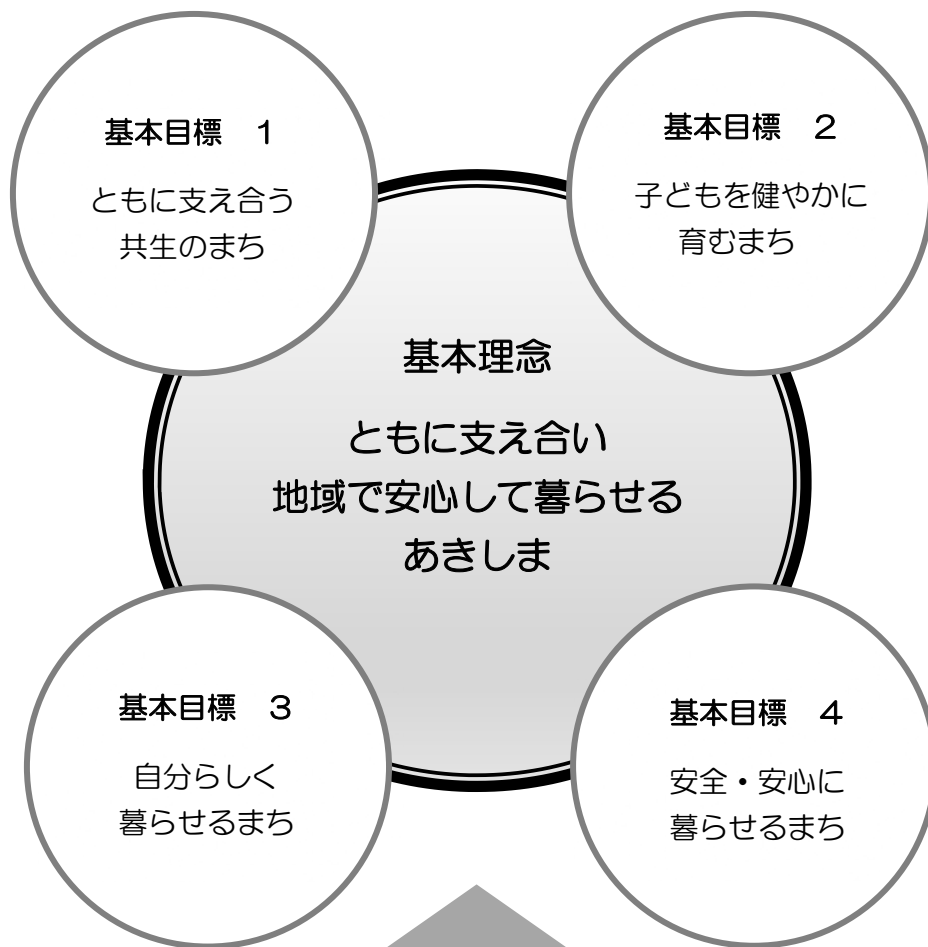 基本目標　1
ともに支え合う
共生のまち
基本目標　2
子どもを健やかに
育むまち
基本理念
ともに支え合い
地域で安心して暮らせる
あきしま
基本目標　3
自分らしく
暮らせるまち
基本目標　4
安全・安心に
暮らせるまち